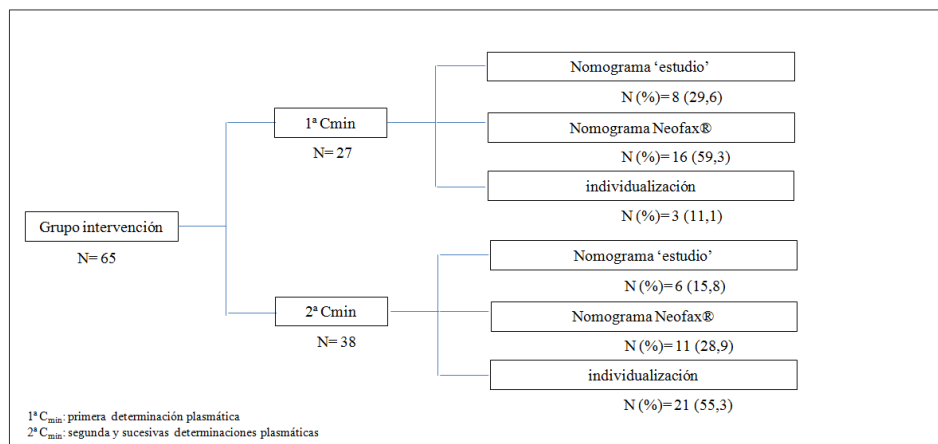 Nomograma ‘estudio’
N (%)= 8 (29,6)
1ª Cmin
N= 27
Nomograma Neofax®
N (%)= 16 (59,3)
individualización
N (%)= 3 (11,1)
Grupo intervención
N= 65
Nomograma ‘estudio’
N (%)= 6 (15,8)
2ª Cmin
N= 38
Nomograma Neofax®
N (%)= 11 (28,9)
individualización
N (%)= 21 (55,3)
1ª Cmin: primera determinación plasmática
2ª Cmin: segunda y sucesivas determinaciones plasmáticas